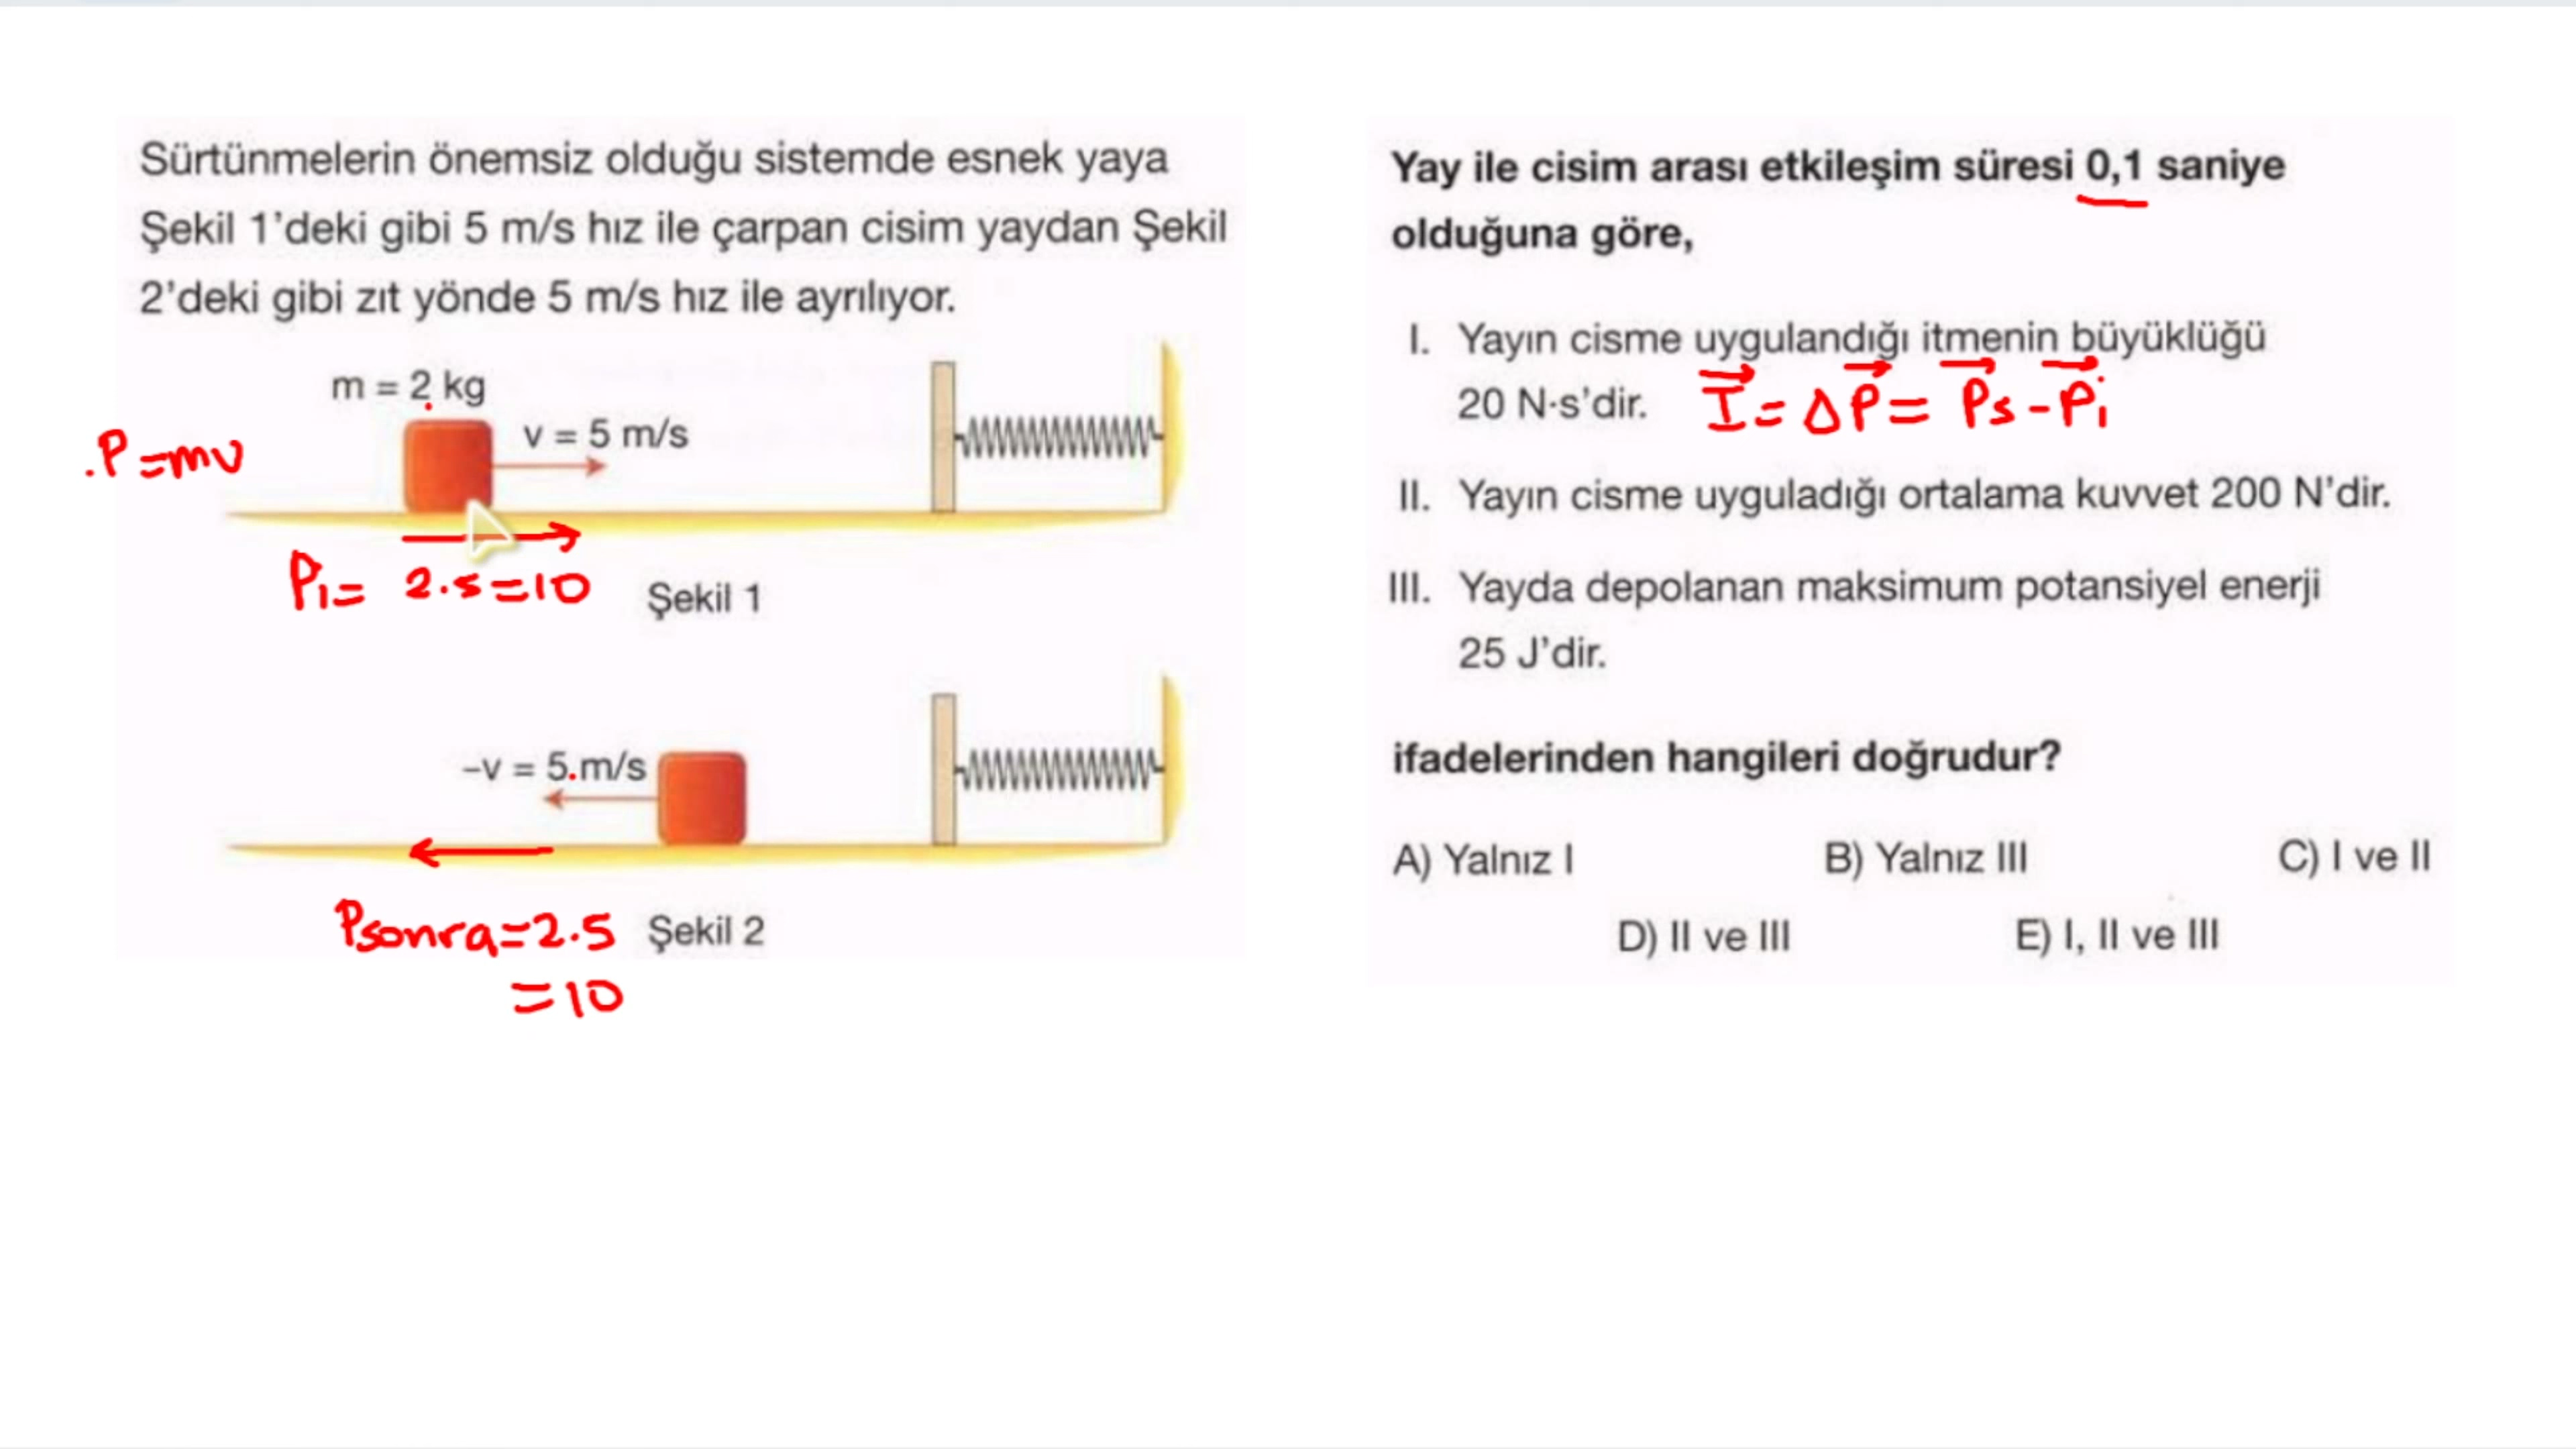 Sürtünmelerin önemsiz olduğu sistemde esnek yaya
Şekil 1'deki gibi 5 m/s hız ile çarpan cisim yaydan Şekil
2'deki gibi zıt yönde 5 m/s hız ile ayrılıyor.
m = 2 kg
v = 5 m/s
.P=mv
P₁= 2.5=10
Şekil 1
–v = 5 m/s
Psonra=2.5
=10
Şekil 2
Yay ile cisim arası etkileşim süresi 0,1 saniye
olduğuna göre,
I. Yayın cisme uygulandığı itmenin büyüklüğü
20 N·s'dir.
I = ΔP = Ps - Pi
II. Yayın cisme uyguladığı ortalama kuvvet 200 N'dir.
III. Yayda depolanan maksimum potansiyel enerji
25 J'dir.
ifadelerinden hangileri doğrudur?
A) Yalnız I B) Yalnız III C) I ve II
D) II ve III E) I, II ve III